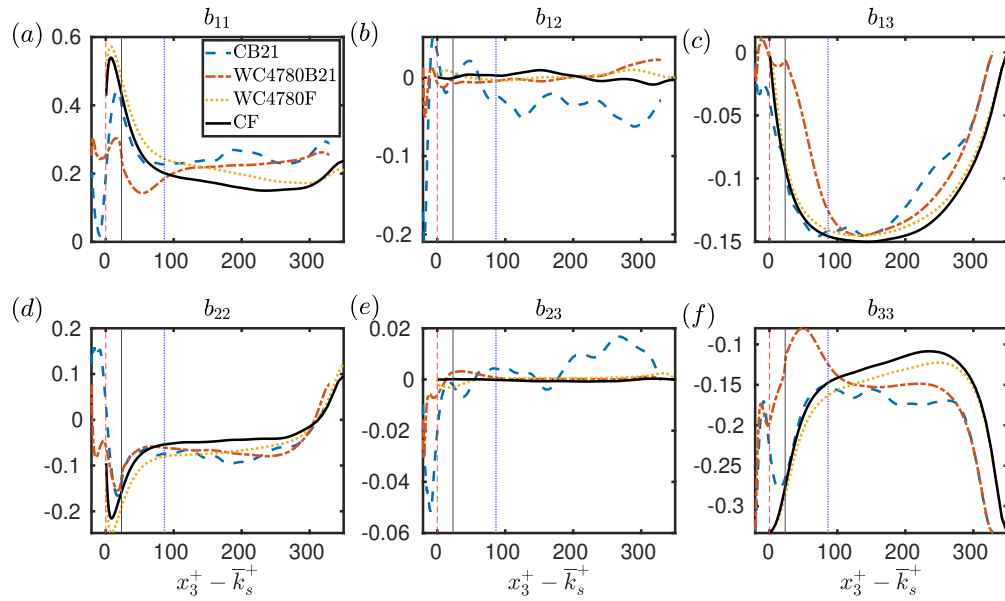 (a) b₁₁
0.6
0.4
0.2
0
0 100 200 300
CB21
WC4780B21
WC4780F
CF
(b) b₁₂
0
-0.1
-0.2
0 100 200 300
(c) b₁₃
0
-0.05
-0.1
-0.15
0 100 200 300
(d) b₂₂
0.2
0.1
0
-0.1
-0.2
0 100 200 300
x₃⁺ − k̅ₛ⁺
(e) b₂₃
0.02
0
-0.02
-0.04
-0.06
0 100 200 300
x₃⁺ − k̅ₛ⁺
(f) b₃₃
-0.1
-0.15
-0.2
-0.25
-0.3
0 100 200 300
x₃⁺ − k̅ₛ⁺